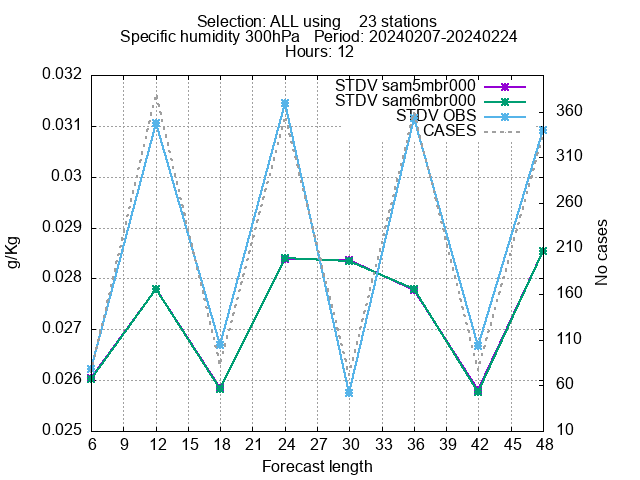 Selection: ALL using    23 stations
Specific humidity 300hPa   Period: 20240207-20240224
Hours: 12
STDV sam5mbr000
STDV sam6mbr000
STDV OBS
CASES
0.032
0.031
0.03
0.029
0.028
0.027
0.026
0.025
g/Kg
360
310
260
210
160
110
60
10
No cases
6 9 12 15 18 21 24 27 30 33 36 39 42 45 48
Forecast length